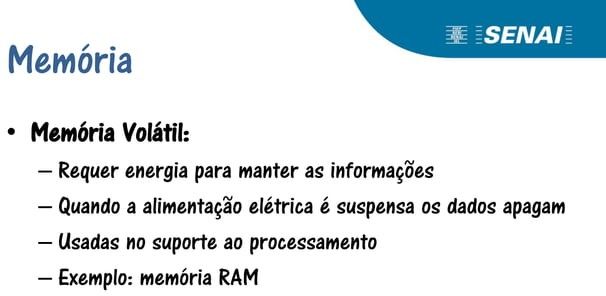 SENAI
Memória
• Memória Volátil:
– Requer energia para manter as informações
– Quando a alimentação elétrica é suspensa os dados apagam
– Usadas no suporte ao processamento
– Exemplo: memória RAM